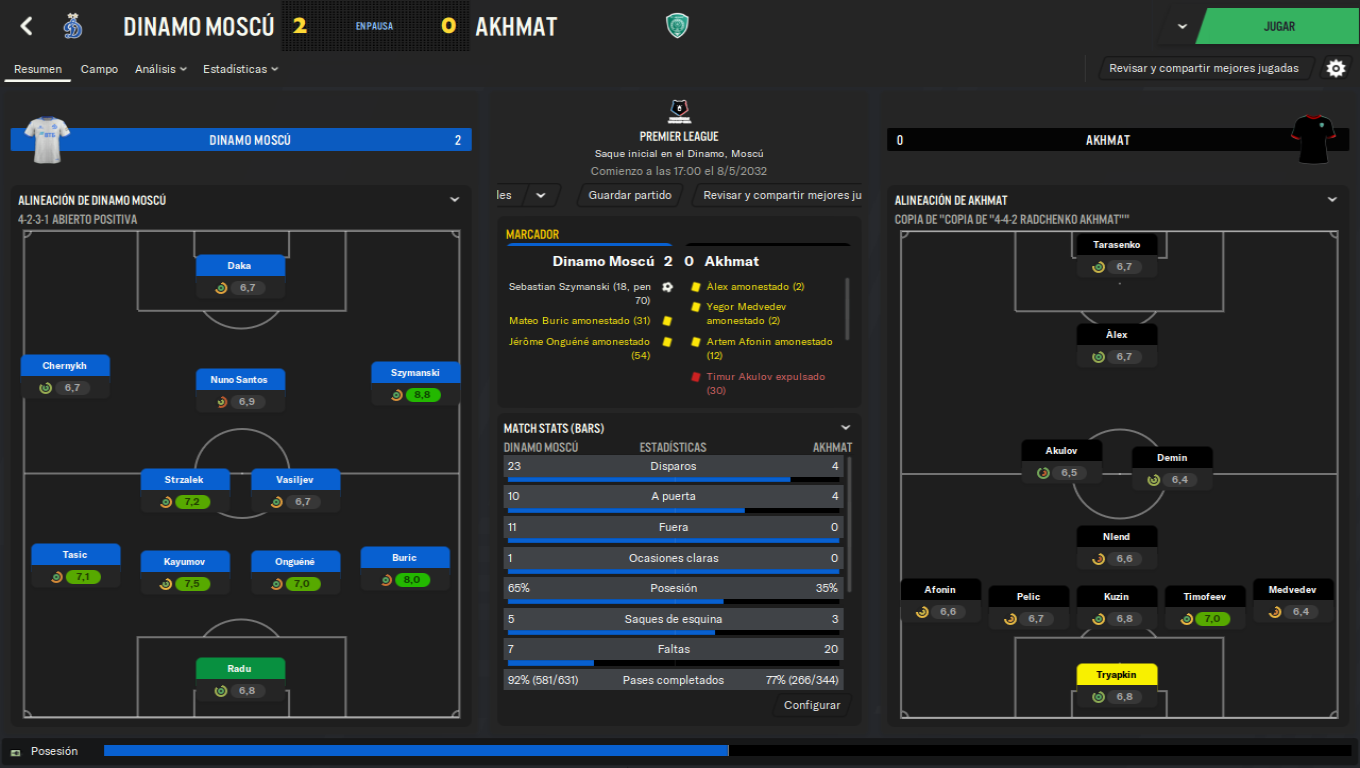 DINAMO MOSCÚ 2 EN PAUSA 0 AKHMAT
JUGAR
Resumen Campo Análisis Estadísticas
Revisar y compartir mejores jugadas
DINAMO MOSCÚ 2
PREMIER LEAGUE
Saque inicial en el Dinamo, Moscú
Comienzo a las 17:00 el 8/5/2032
0 AKHMAT
les Guardar partido Revisar y compartir mejores ju
ALINEACIÓN DE DINAMO MOSCÚ
4-2-3-1 ABIERTO POSITIVA
Daka
6,7
Chernykh
6,7
Nuno Santos
6,9
Szymanski
8,8
Strzalek
7,2
Vasiljev
6,7
Tasic
7,1
Kayumov
7,5
Onguéné
7,0
Buric
8,0
Radu
6,8
MARCADOR
Dinamo Moscú 2 0 Akhmat
Sebastian Szymanski (18, pen
70)
Mateo Buric amonestado (31)
Jérôme Onguéné amonestado
(54)
Àlex amonestado (2)
Yegor Medvedev
amonestado (2)
Artem Afonin amonestado
(12)
Timur Akulov expulsado
(30)
MATCH STATS (BARS)
DINAMO MOSCÚ ESTADÍSTICAS AKHMAT
23 Disparos 4
10 A puerta 4
11 Fuera 0
1 Ocasiones claras 0
65% Posesión 35%
5 Saques de esquina 3
7 Faltas 20
92% (581/631) Pases completados 77% (266/344)
Configurar
ALINEACIÓN DE AKHMAT
COPIA DE "COPIA DE "4-4-2 RADCHENKO AKHMAT""
Tarasenko
6,7
Àlex
6,7
Akulov
6,5
Demin
6,4
Nlend
6,6
Afonin
6,6
Pelic
6,7
Kuzin
6,8
Timofeev
7,0
Medvedev
6,4
Tryapkin
6,8
Posesión